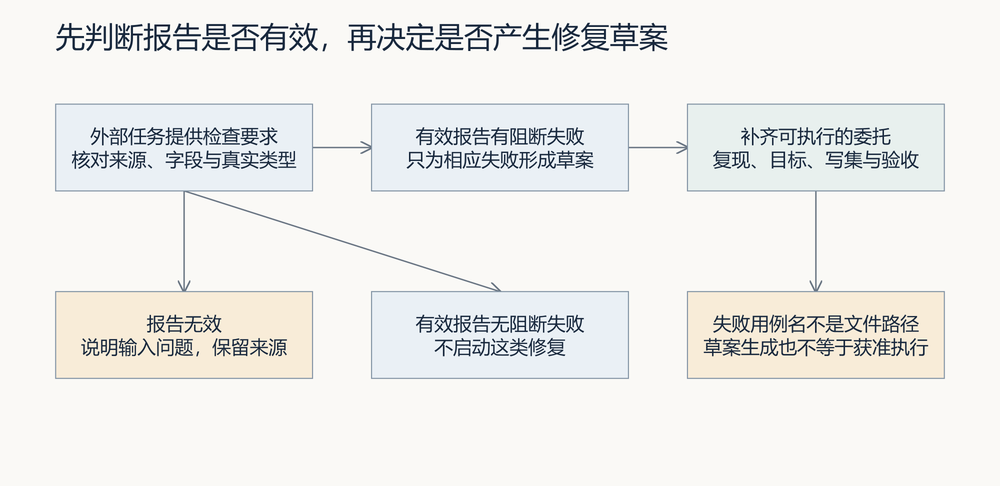 先判断报告是否有效，再决定是否产生修复草案
外部任务提供检查要求
核对来源、字段与真实类型
有效报告有阻断失败
只为相应失败形成草案
补齐可执行的委托
复现、目标、写集与验收
报告无效
说明输入问题，保留来源
有效报告无阻断失败
不启动这类修复
失败用例名不是文件路径
草案生成也不等于获准执行